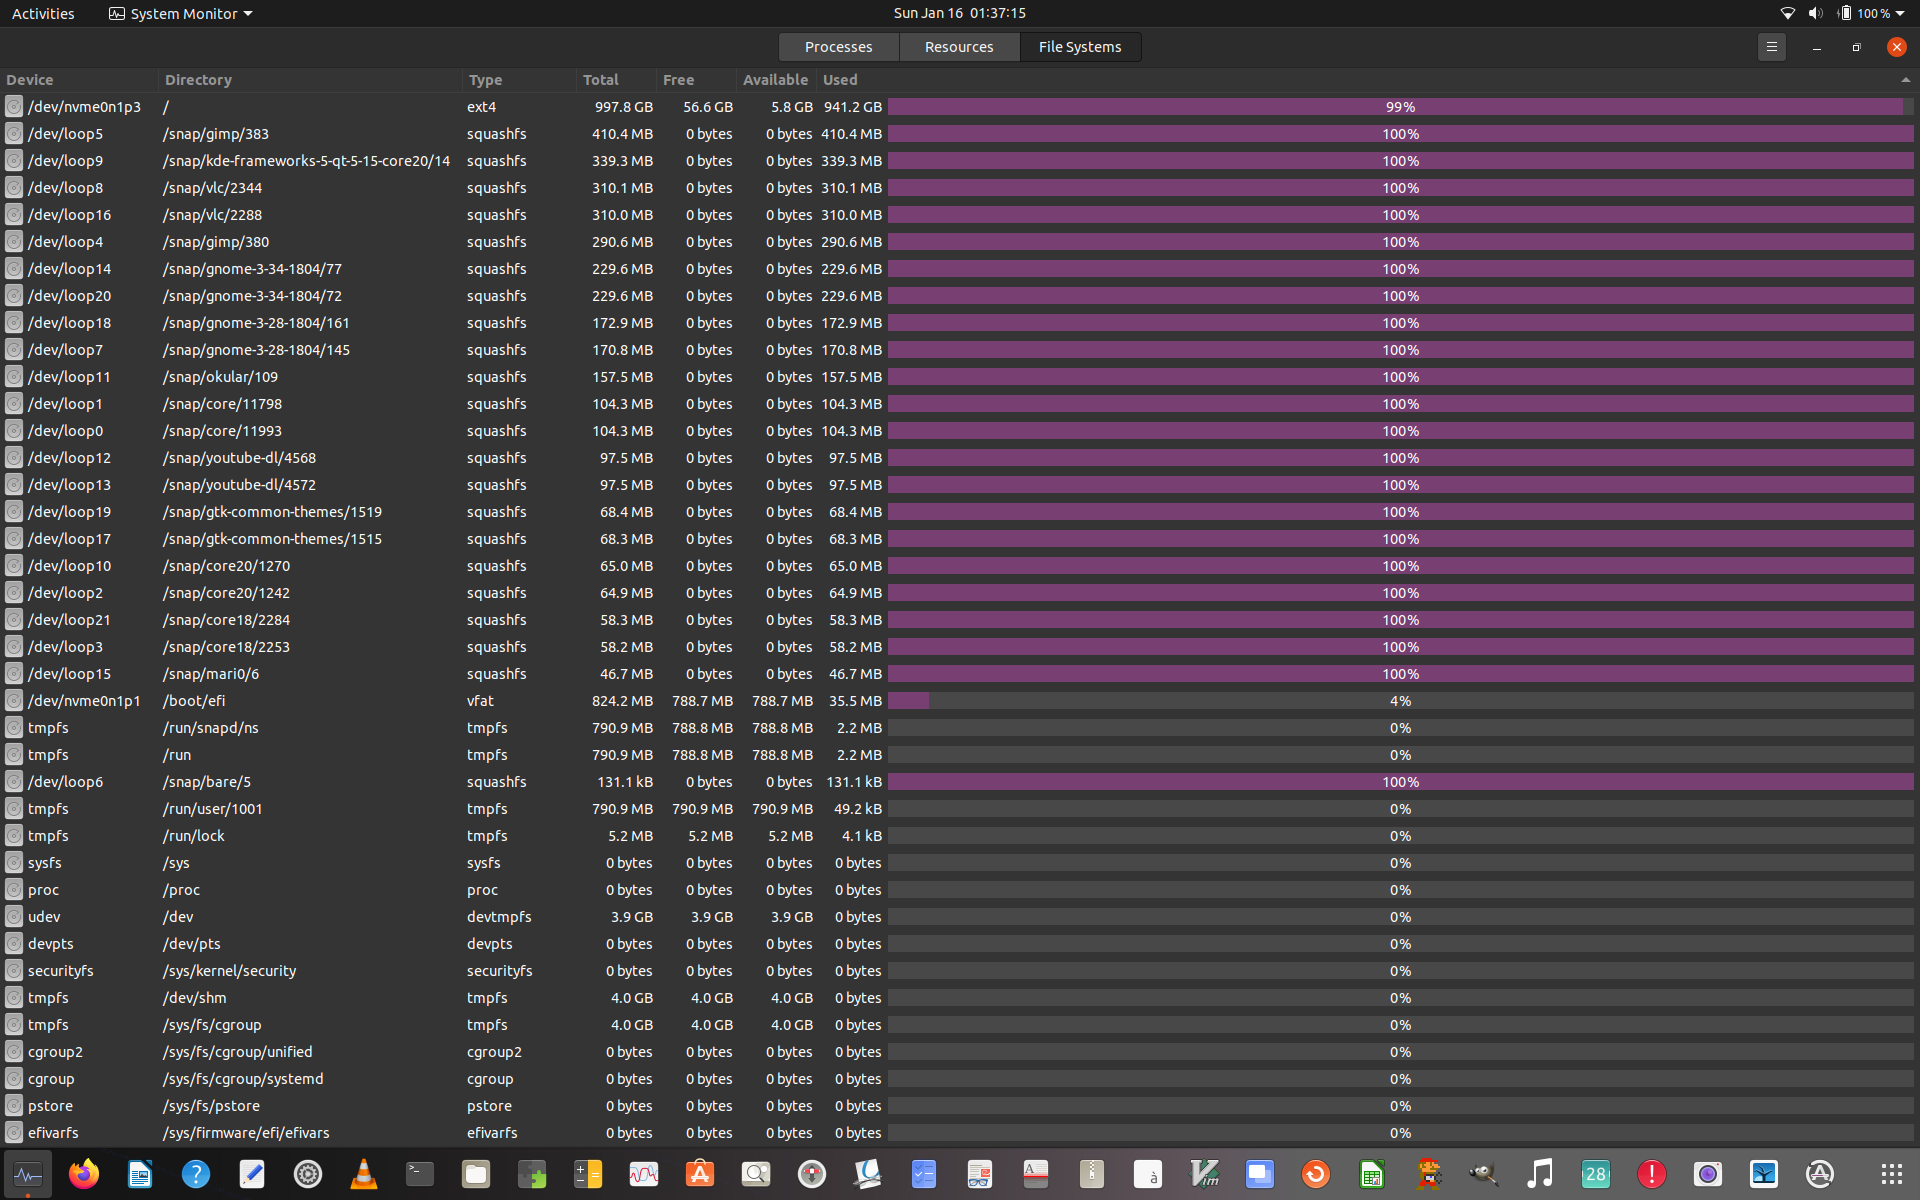 Activities System Monitor Sun Jan 16 01:37:15 100 %
Processes Resources File Systems
Device Directory Type Total Free Available Used
/dev/nvme0n1p3 / ext4 997.8 GB 56.6 GB 5.8 GB 941.2 GB 99%
/dev/loop5 /snap/gimp/383 squashfs 410.4 MB 0 bytes 0 bytes 410.4 MB 100%
/dev/loop9 /snap/kde-frameworks-5-qt-5-15-core20/14 squashfs 339.3 MB 0 bytes 0 bytes 339.3 MB 100%
/dev/loop8 /snap/vlc/2344 squashfs 310.1 MB 0 bytes 0 bytes 310.1 MB 100%
/dev/loop16 /snap/vlc/2288 squashfs 310.0 MB 0 bytes 0 bytes 310.0 MB 100%
/dev/loop4 /snap/gimp/380 squashfs 290.6 MB 0 bytes 0 bytes 290.6 MB 100%
/dev/loop14 /snap/gnome-3-34-1804/77 squashfs 229.6 MB 0 bytes 0 bytes 229.6 MB 100%
/dev/loop20 /snap/gnome-3-34-1804/72 squashfs 229.6 MB 0 bytes 0 bytes 229.6 MB 100%
/dev/loop18 /snap/gnome-3-28-1804/161 squashfs 172.9 MB 0 bytes 0 bytes 172.9 MB 100%
/dev/loop7 /snap/gnome-3-28-1804/145 squashfs 170.8 MB 0 bytes 0 bytes 170.8 MB 100%
/dev/loop11 /snap/okular/109 squashfs 157.5 MB 0 bytes 0 bytes 157.5 MB 100%
/dev/loop1 /snap/core/11798 squashfs 104.3 MB 0 bytes 0 bytes 104.3 MB 100%
/dev/loop0 /snap/core/11993 squashfs 104.3 MB 0 bytes 0 bytes 104.3 MB 100%
/dev/loop12 /snap/youtube-dl/4568 squashfs 97.5 MB 0 bytes 0 bytes 97.5 MB 100%
/dev/loop13 /snap/youtube-dl/4572 squashfs 97.5 MB 0 bytes 0 bytes 97.5 MB 100%
/dev/loop19 /snap/gtk-common-themes/1519 squashfs 68.4 MB 0 bytes 0 bytes 68.4 MB 100%
/dev/loop17 /snap/gtk-common-themes/1515 squashfs 68.3 MB 0 bytes 0 bytes 68.3 MB 100%
/dev/loop10 /snap/core20/1270 squashfs 65.0 MB 0 bytes 0 bytes 65.0 MB 100%
/dev/loop2 /snap/core20/1242 squashfs 64.9 MB 0 bytes 0 bytes 64.9 MB 100%
/dev/loop21 /snap/core18/2284 squashfs 58.3 MB 0 bytes 0 bytes 58.3 MB 100%
/dev/loop3 /snap/core18/2253 squashfs 58.2 MB 0 bytes 0 bytes 58.2 MB 100%
/dev/loop15 /snap/mari0/6 squashfs 46.7 MB 0 bytes 0 bytes 46.7 MB 100%
/dev/nvme0n1p1 /boot/efi vfat 824.2 MB 788.7 MB 788.7 MB 35.5 MB 4%
tmpfs /run/snapd/ns tmpfs 790.9 MB 788.8 MB 788.8 MB 2.2 MB 0%
tmpfs /run tmpfs 790.9 MB 788.8 MB 788.8 MB 2.2 MB 0%
/dev/loop6 /snap/bare/5 squashfs 131.1 kB 0 bytes 0 bytes 131.1 kB 100%
tmpfs /run/user/1001 tmpfs 790.9 MB 790.9 MB 790.9 MB 49.2 kB 0%
tmpfs /run/lock tmpfs 5.2 MB 5.2 MB 5.2 MB 4.1 kB 0%
sysfs /sys sysfs 0 bytes 0 bytes 0 bytes 0 bytes 0%
proc /proc proc 0 bytes 0 bytes 0 bytes 0 bytes 0%
udev /dev devtmpfs 3.9 GB 3.9 GB 3.9 GB 0 bytes 0%
devpts /dev/pts devpts 0 bytes 0 bytes 0 bytes 0 bytes 0%
securityfs /sys/kernel/security securityfs 0 bytes 0 bytes 0 bytes 0 bytes 0%
tmpfs /dev/shm tmpfs 4.0 GB 4.0 GB 4.0 GB 0 bytes 0%
tmpfs /sys/fs/cgroup tmpfs 4.0 GB 4.0 GB 4.0 GB 0 bytes 0%
cgroup2 /sys/fs/cgroup/unified cgroup2 0 bytes 0 bytes 0 bytes 0 bytes 0%
cgroup /sys/fs/cgroup/systemd cgroup 0 bytes 0 bytes 0 bytes 0 bytes 0%
pstore /sys/fs/pstore pstore 0 bytes 0 bytes 0 bytes 0 bytes 0%
efivarfs /sys/firmware/efi/efivars efivarfs 0 bytes 0 bytes 0 bytes 0 bytes 0%
? >_ A à Vim 28 !